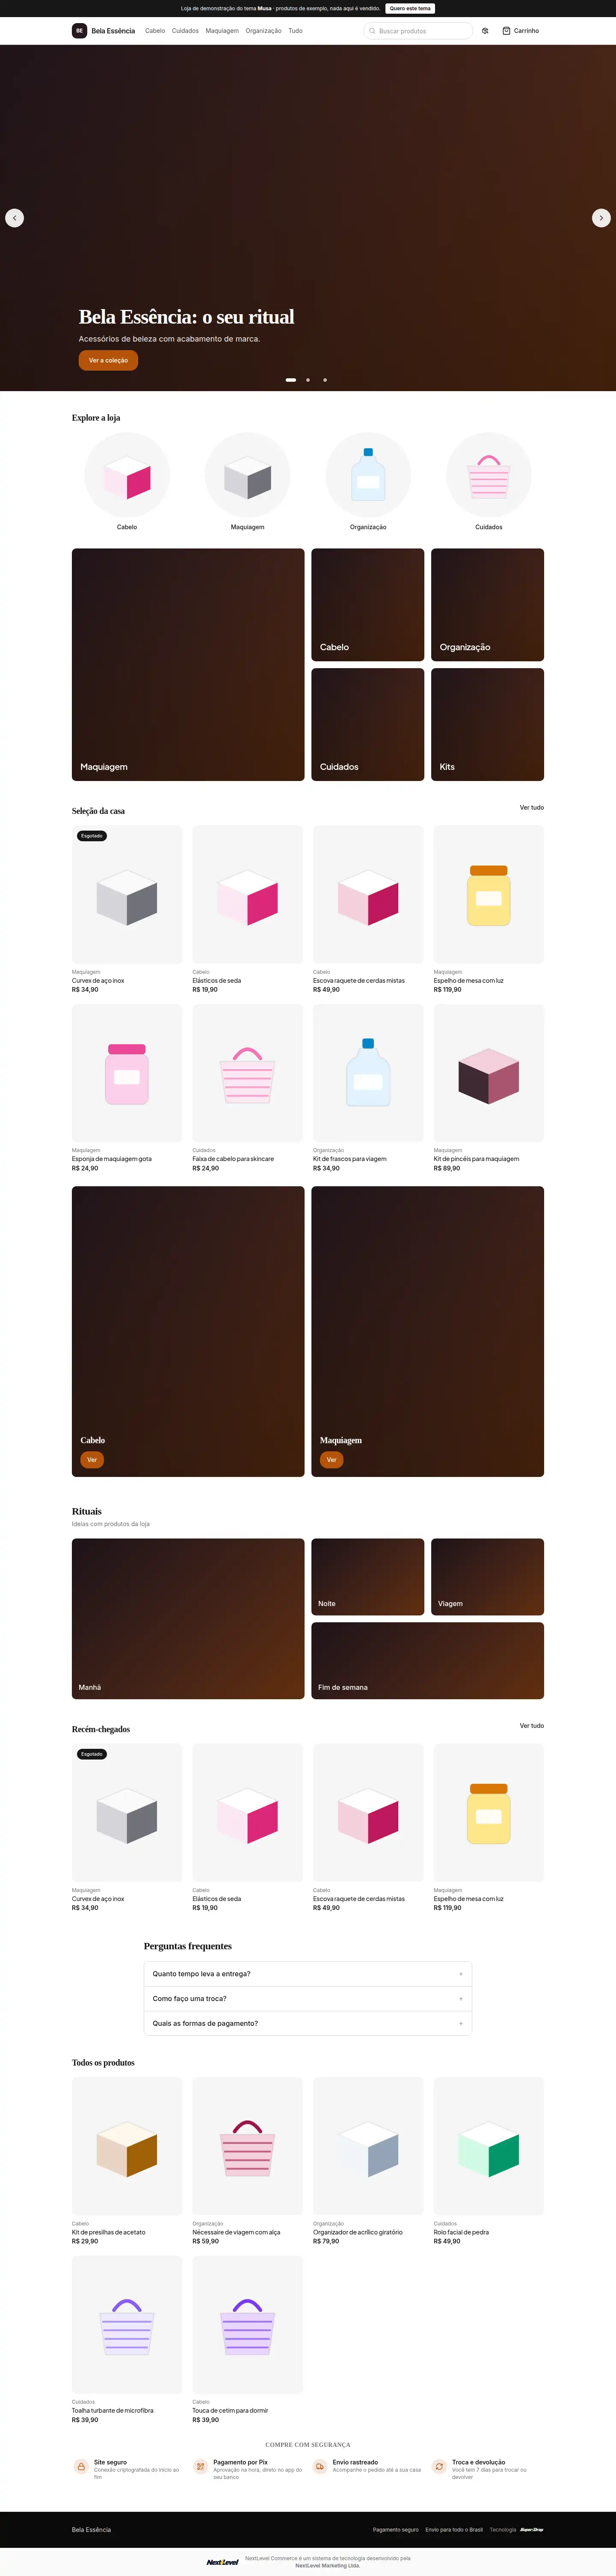 Loja de demonstração do tema Musa · produtos de exemplo, nada aqui é vendido. Quero este tema
BE Bela Essência Cabelo Cuidados Maquiagem Organização Tudo Buscar produtos Carrinho
Bela Essência: o seu ritual
Acessórios de beleza com acabamento de marca.
Ver a coleção
Explore a loja
Cabelo Maquiagem Organização Cuidados
Cabelo Organização
Maquiagem Cuidados Kits
Seleção da casa Ver tudo
Esgotado
Maquiagem Cabelo Cabelo Maquiagem
Curvex de aço inox Elásticos de seda Escova raquete de cerdas mistas Espelho de mesa com luz
R$ 34,90 R$ 19,90 R$ 49,90 R$ 119,90
Maquiagem Cuidados Organização Maquiagem
Esponja de maquiagem gota Faixa de cabelo para skincare Kit de frascos para viagem Kit de pincéis para maquiagem
R$ 24,90 R$ 24,90 R$ 34,90 R$ 89,90
Cabelo Maquiagem
Ver Ver
Rituais
Ideias com produtos da loja
Noite Viagem
Manhã Fim de semana
Recém-chegados Ver tudo
Esgotado
Maquiagem Cabelo Cabelo Maquiagem
Curvex de aço inox Elásticos de seda Escova raquete de cerdas mistas Espelho de mesa com luz
R$ 34,90 R$ 19,90 R$ 49,90 R$ 119,90
Perguntas frequentes
Quanto tempo leva a entrega? +
Como faço uma troca? +
Quais as formas de pagamento? +
Todos os produtos
Cabelo Organização Organização Cuidados
Kit de presilhas de acetato Nécessaire de viagem com alça Organizador de acrílico giratório Rolo facial de pedra
R$ 29,90 R$ 59,90 R$ 79,90 R$ 49,90
Cuidados Cabelo
Toalha turbante de microfibra Touca de cetim para dormir
R$ 39,90 R$ 39,90
COMPRE COM SEGURANÇA
Site seguro Pagamento por Pix Envio rastreado Troca e devolução
Conexão criptografada do início ao fim Aprovação na hora, direto no app do seu banco Acompanhe o pedido até a sua casa Você tem 7 dias para trocar ou devolver
Bela Essência Pagamento seguro Envio para todo o Brasil Tecnologia SuperDrop
NextLevel NextLevel Commerce é um sistema de tecnologia desenvolvido pela
NextLevel Marketing Ltda.